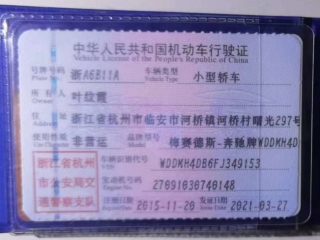 中华人民共和国机动车行驶证
Vehicle License of the People's Republic of China
号牌号码 浙A6B11A 车辆类型 小型轿车
Plate No. Vehicle Type
所有人 叶纹霞
Owner
住址 浙江省杭州市临安市河桥镇河桥村曙光297号
Address
使用性质 非营运 品牌型号 梅赛德斯-奔驰牌WDDMH4D
Use Character Model
浙江省杭州 车辆识别代号 WDDMH4DB6FJ349153
VIN
市公安局交 发动机号码 27091030740148
Engine No.
通警察支队 注册日期 2015-11-20 发证日期 2021-03-27
Register Date Issue Date